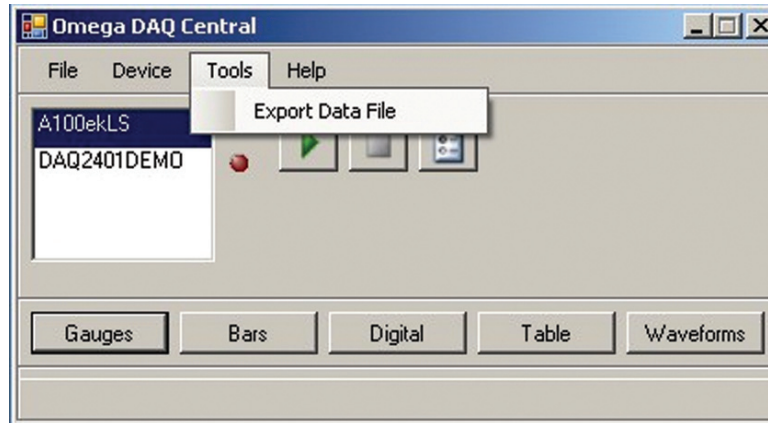 Omega DAQ Central
File Device Tools Help
Export Data File
A100ekLS
DAQ2401DEMO
Gauges Bars Digital Table Waveforms